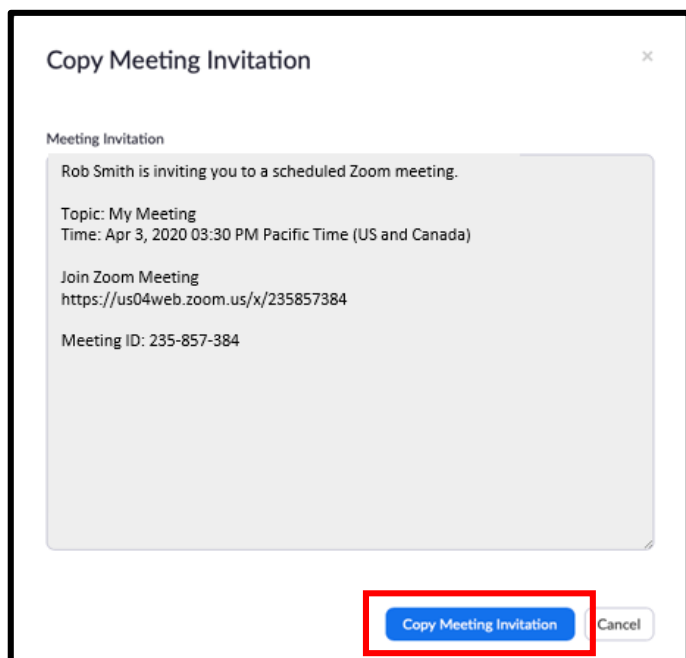 Copy Meeting Invitation
×
Meeting Invitation
Rob Smith is inviting you to a scheduled Zoom meeting.
Topic: My Meeting
Time: Apr 3, 2020 03:30 PM Pacific Time (US and Canada)
Join Zoom Meeting
https://us04web.zoom.us/x/235857384
Meeting ID: 235-857-384
Copy Meeting Invitation
Cancel